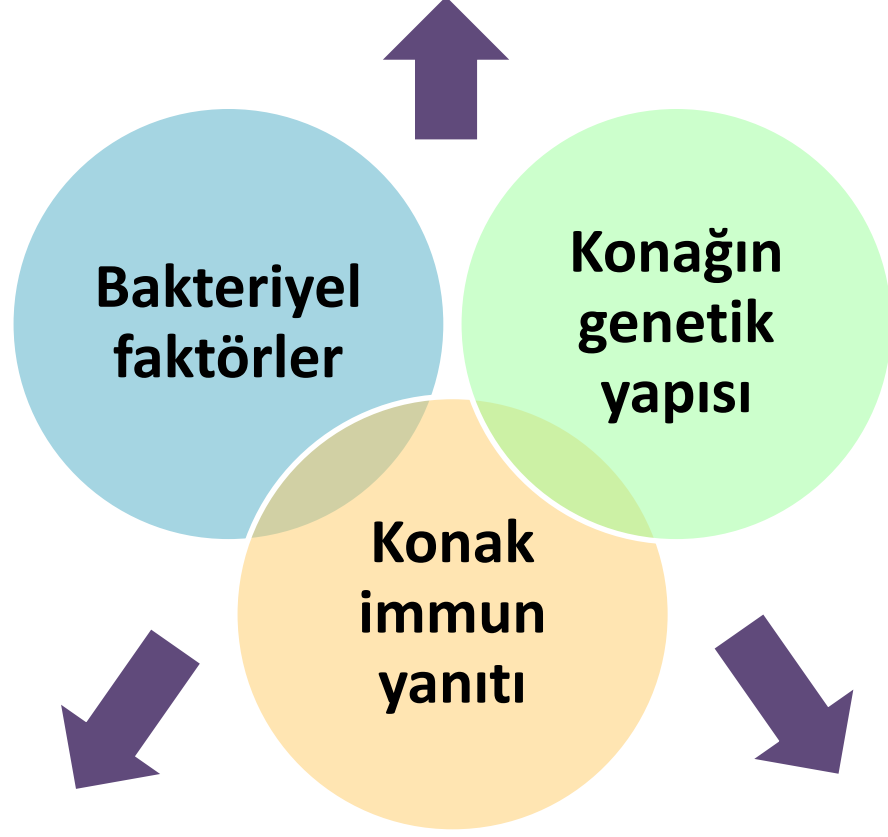 Bakteriyel
faktörler
Konağın
genetik
yapısı
Konak
immun
yanıtı